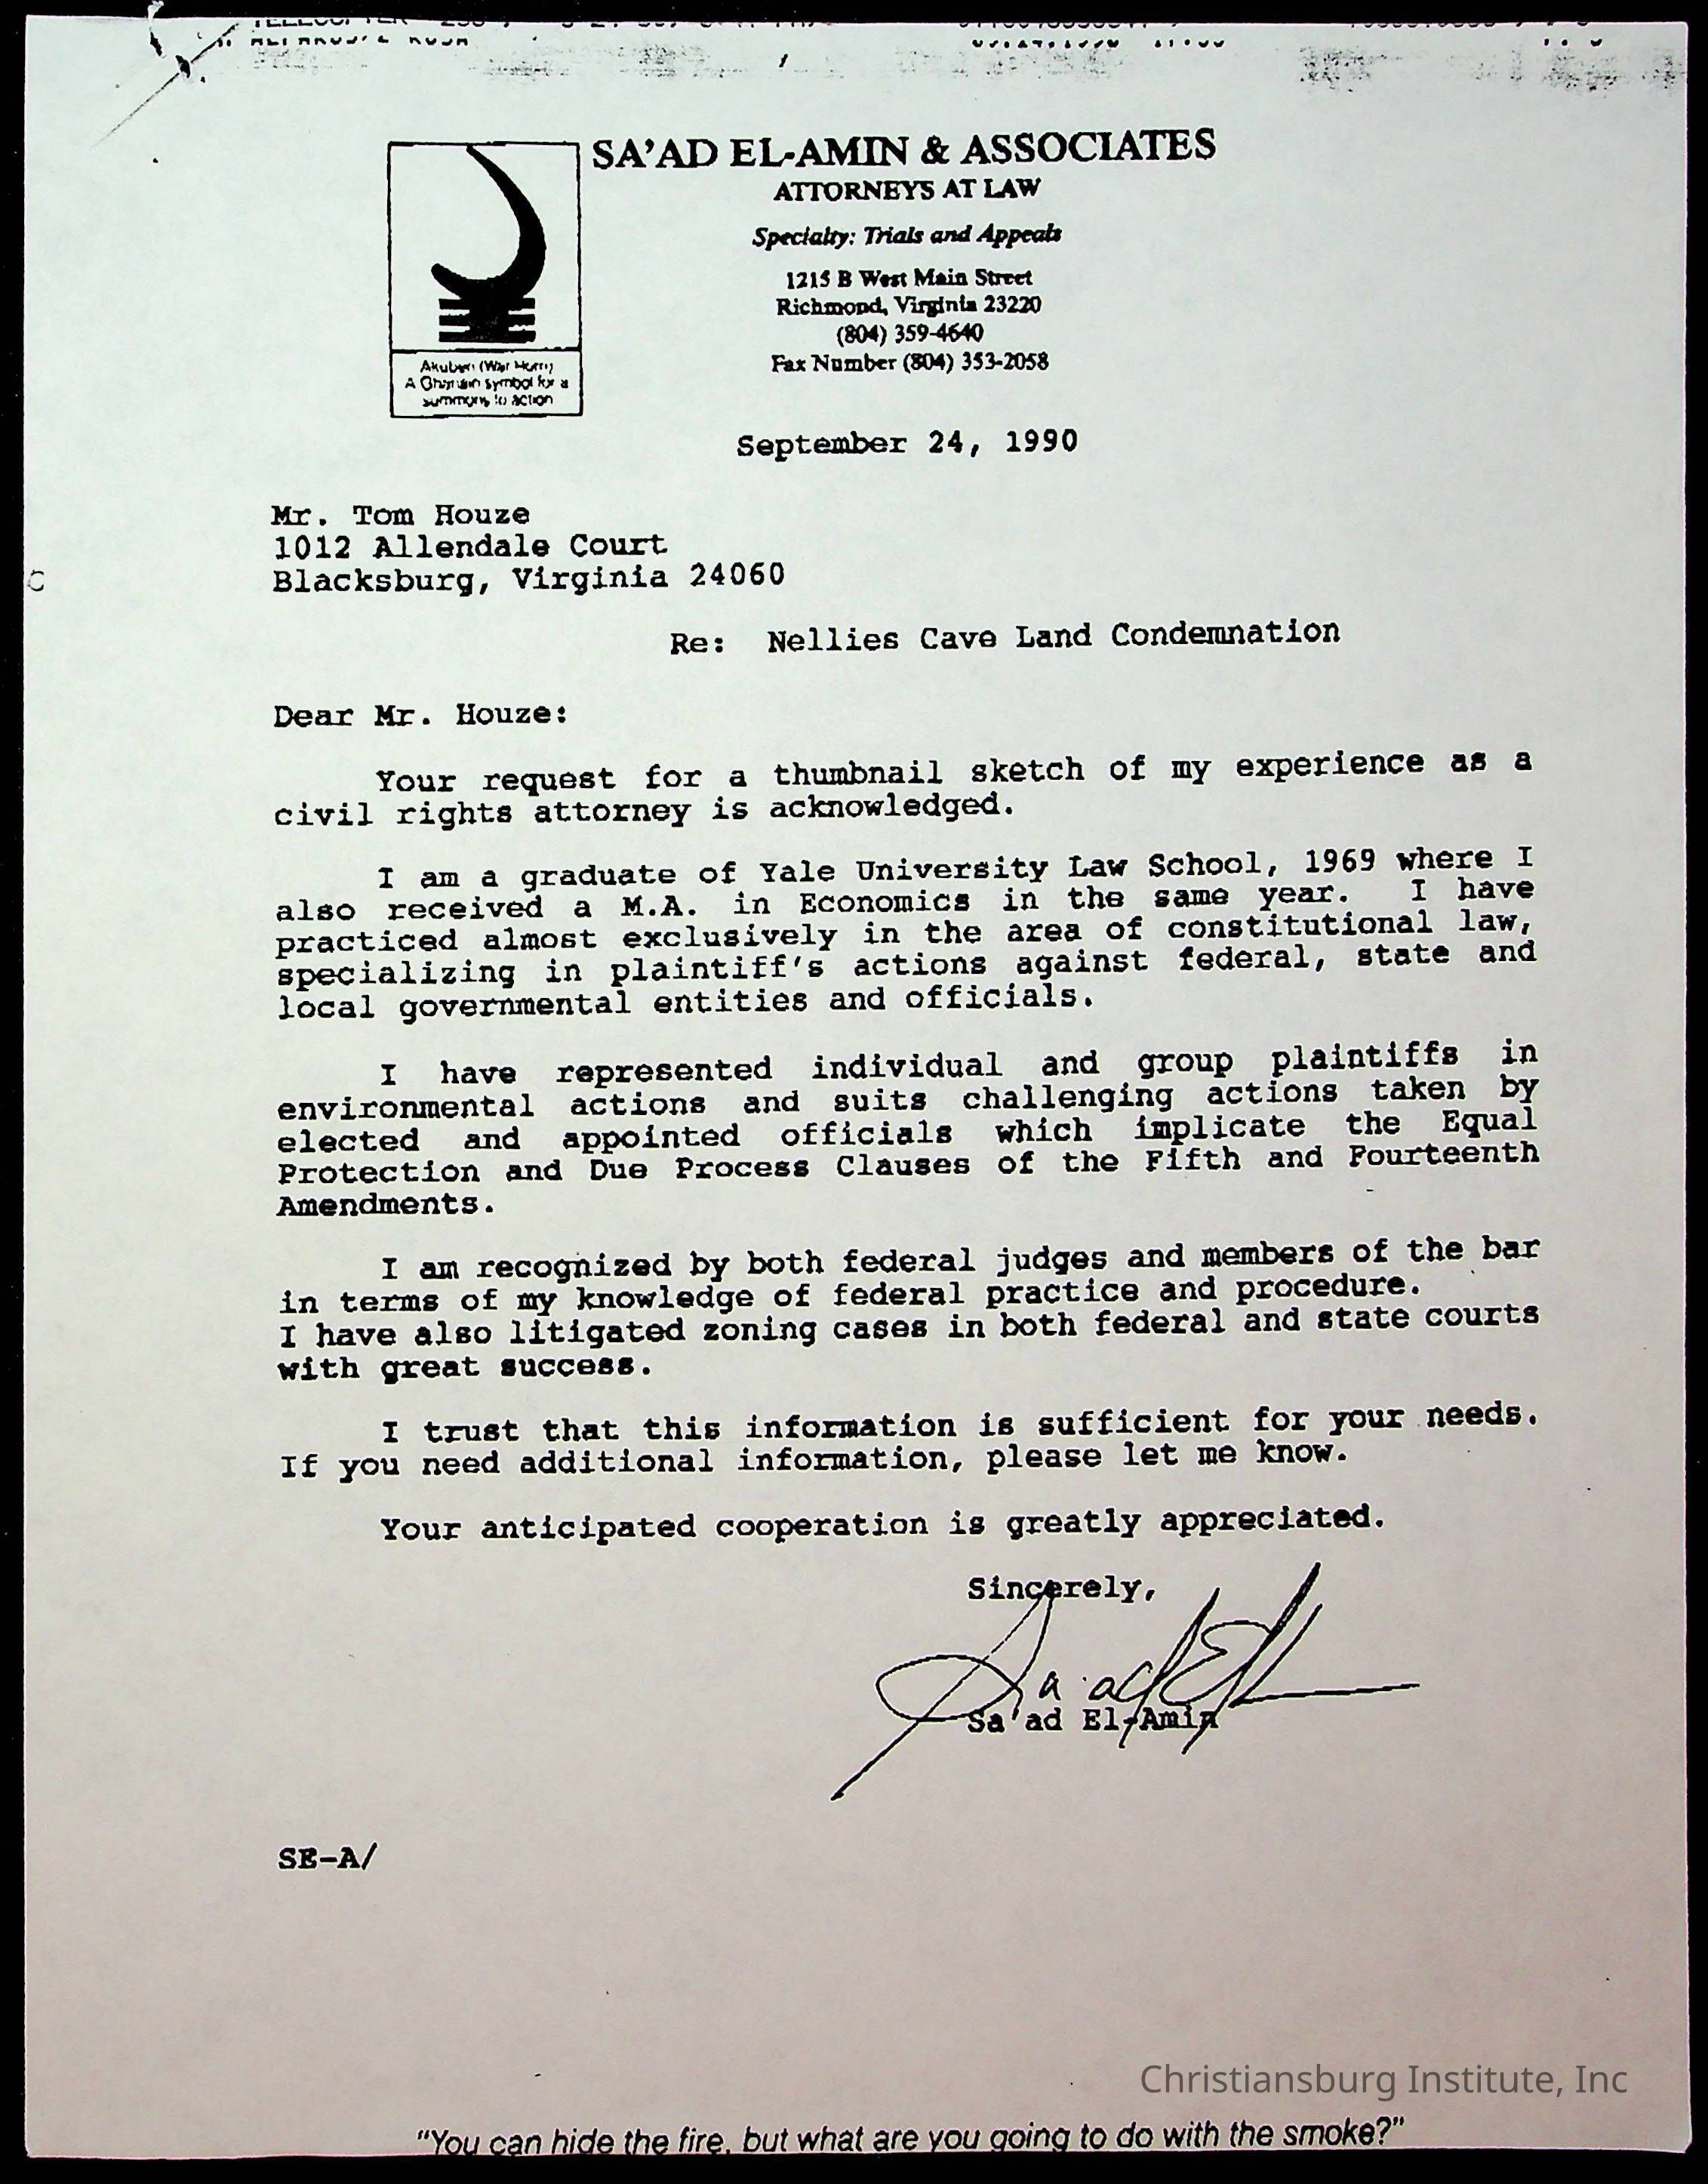 SA'AD EL-AMIN & ASSOCIATES
ATTORNEYS AT LAW
Specialty: Trials and Appeals
1215 B West Main Street
Richmond, Virginia 23220
(804) 359-4640
Fax Number (804) 353-2058
Akuben (War Horn)
A Ghanain symbol for a
summons to action
September 24, 1990
Mr. Tom Houze
1012 Allendale Court
Blacksburg, Virginia 24060
Re: Nellies Cave Land Condemnation
Dear Mr. Houze:
Your request for a thumbnail sketch of my experience as a
civil rights attorney is acknowledged.
I am a graduate of Yale University Law School, 1969 where I
also received a M.A. in Economics in the same year. I have
practiced almost exclusively in the area of constitutional law,
specializing in plaintiff's actions against federal, state and
local governmental entities and officials.
I have represented individual and group plaintiffs in
environmental actions and suits challenging actions taken by
elected and appointed officials which implicate the Equal
Protection and Due Process Clauses of the Fifth and Fourteenth
Amendments.
I am recognized by both federal judges and members of the bar
in terms of my knowledge of federal practice and procedure.
I have also litigated zoning cases in both federal and state courts
with great success.
I trust that this information is sufficient for your needs.
If you need additional information, please let me know.
Your anticipated cooperation is greatly appreciated.
Sincerely,
Sa'ad El-Amin
SE-A/
Christiansburg Institute, Inc
"You can hide the fire, but what are you going to do with the smoke?"